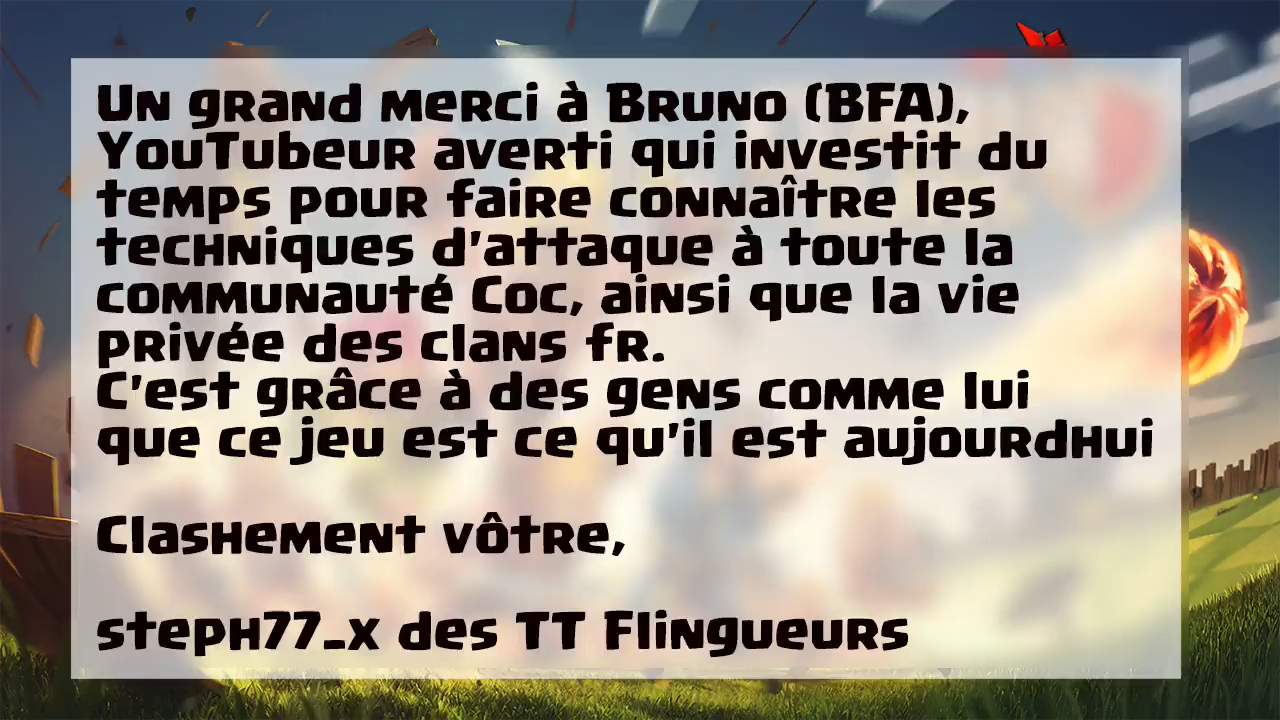 Un grand merci à Bruno (BFA),
YouTubeur averti qui investit du
temps pour faire connaître les
techniques d'attaque à toute la
communauté Coc, ainsi que la vie
privée des clans fr.
C'est grâce à des gens comme lui
que ce jeu est ce qu'il est aujourdhui
Clashement vôtre,
steph77_x des TT Flingueurs